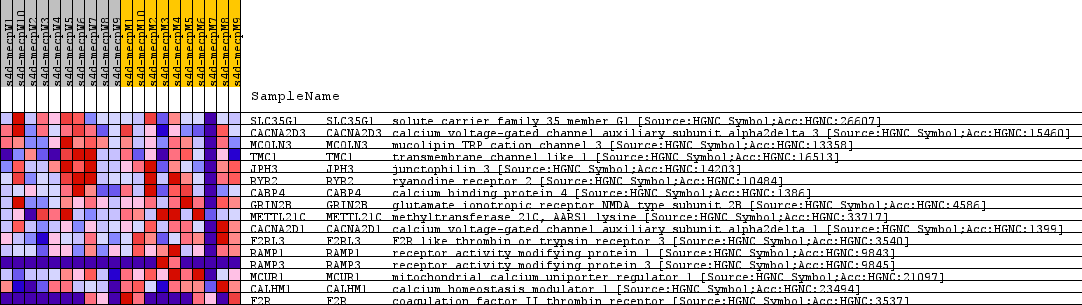 s4d-mecpW1
s4d-mecpW10
s4d-mecpW2
s4d-mecpW3
s4d-mecpW4
s4d-mecpW5
s4d-mecpW6
s4d-mecpW7
s4d-mecpW8
s4d-mecpW9
s4d-mecpM1
s4d-mecpM10
s4d-mecpM2
s4d-mecpM3
s4d-mecpM4
s4d-mecpM5
s4d-mecpM6
s4d-mecpM7
s4d-mecpM8
s4d-mecpM9
SampleName
SLC35G1 SLC35G1 solute carrier family 35 member G1 [Source:HGNC Symbol;Acc:HGNC:26607]
CACNA2D3 CACNA2D3 calcium voltage-gated channel auxiliary subunit alpha2delta 3 [Source:HGNC Symbol;Acc:HGNC:15460]
MCOLN3 MCOLN3 mucolipin TRP cation channel 3 [Source:HGNC Symbol;Acc:HGNC:13358]
TMC1 TMC1 transmembrane channel like 1 [Source:HGNC Symbol;Acc:HGNC:16513]
JPH3 JPH3 junctophilin 3 [Source:HGNC Symbol;Acc:HGNC:14203]
RYR2 RYR2 ryanodine receptor 2 [Source:HGNC Symbol;Acc:HGNC:10484]
CABP4 CABP4 calcium binding protein 4 [Source:HGNC Symbol;Acc:HGNC:1386]
GRIN2B GRIN2B glutamate ionotropic receptor NMDA type subunit 2B [Source:HGNC Symbol;Acc:HGNC:4586]
METTL21C METTL21C methyltransferase 21C, AARS1 lysine [Source:HGNC Symbol;Acc:HGNC:33717]
CACNA2D1 CACNA2D1 calcium voltage-gated channel auxiliary subunit alpha2delta 1 [Source:HGNC Symbol;Acc:HGNC:1399]
F2RL3 F2RL3 F2R like thrombin or trypsin receptor 3 [Source:HGNC Symbol;Acc:HGNC:3540]
RAMP1 RAMP1 receptor activity modifying protein 1 [Source:HGNC Symbol;Acc:HGNC:9843]
RAMP3 RAMP3 receptor activity modifying protein 3 [Source:HGNC Symbol;Acc:HGNC:9845]
MCUR1 MCUR1 mitochondrial calcium uniporter regulator 1 [Source:HGNC Symbol;Acc:HGNC:21097]
CALHM1 CALHM1 calcium homeostasis modulator 1 [Source:HGNC Symbol;Acc:HGNC:23494]
F2R F2R coagulation factor II thrombin receptor [Source:HGNC Symbol;Acc:HGNC:3537]